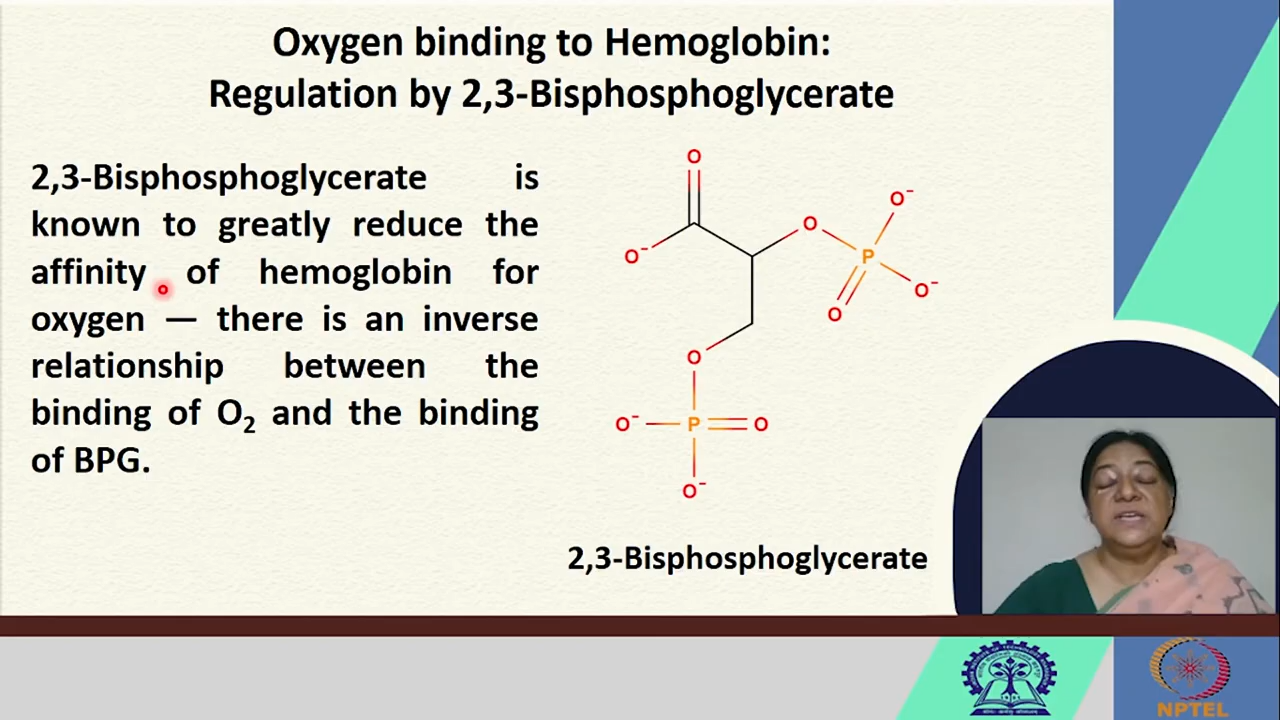 Oxygen binding to Hemoglobin:
Regulation by 2,3-Bisphosphoglycerate
2,3-Bisphosphoglycerate is
known to greatly reduce the
affinity of hemoglobin for
oxygen — there is an inverse
relationship between the
binding of O₂ and the binding
of BPG.
O
O⁻
O
O⁻
P
O⁻
O
O
O⁻
P
O
O⁻
2,3-Bisphosphoglycerate
NPTEL